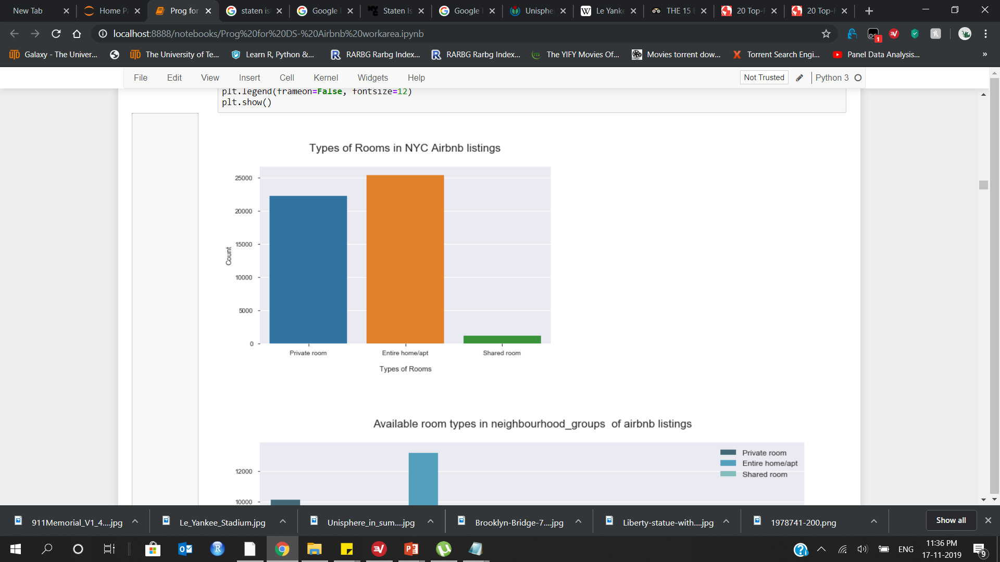 New Tab
Home Pa
Prog for
staten is
Google
Staten Is
Google
Unisphe
Le Yanke
THE 15
20 Top-
20 Top-
localhost:8888/notebooks/Prog%20for%20DS-%20Airbnb%20workarea.ipynb
1
Galaxy - The Univer...
The University of Te...
Learn R, Python &...
RARBG Rarbg Index...
RARBG Rarbg Index...
The YIFY Movies Of...
Movies torrent dow...
Torrent Search Engi...
Panel Data Analysis...
»
File Edit View Insert Cell Kernel Widgets Help
Not Trusted
Python 3
plt.legend(frameon=False, fontsize=12)
plt.show()
Types of Rooms in NYC Airbnb listings
25000
20000
15000
10000
5000
0
Count
Private room
Entire home/apt
Shared room
Types of Rooms
Available room types in neighbourhood_groups of airbnb listings
12000
10000
Private room
Entire home/apt
Shared room
911Memorial_V1_4....jpg
Le_Yankee_Stadium.jpg
Unisphere_in_sum....jpg
Brooklyn-Bridge-7....jpg
Liberty-statue-with....jpg
1978741-200.png
Show all
ENG
11:36 PM
17-11-2019
9